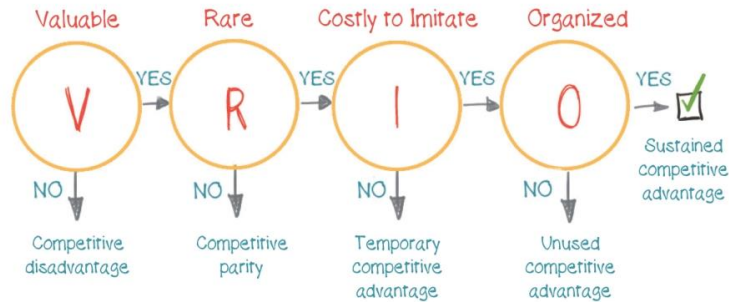 Valuable
Rare
Costly to Imitate
Organized
V
YES
R
YES
I
YES
O
YES
Sustained
competitive
advantage
NO
NO
NO
NO
Competitive
disadvantage
Competitive
parity
Temporary
competitive
advantage
Unused
competitive
advantage